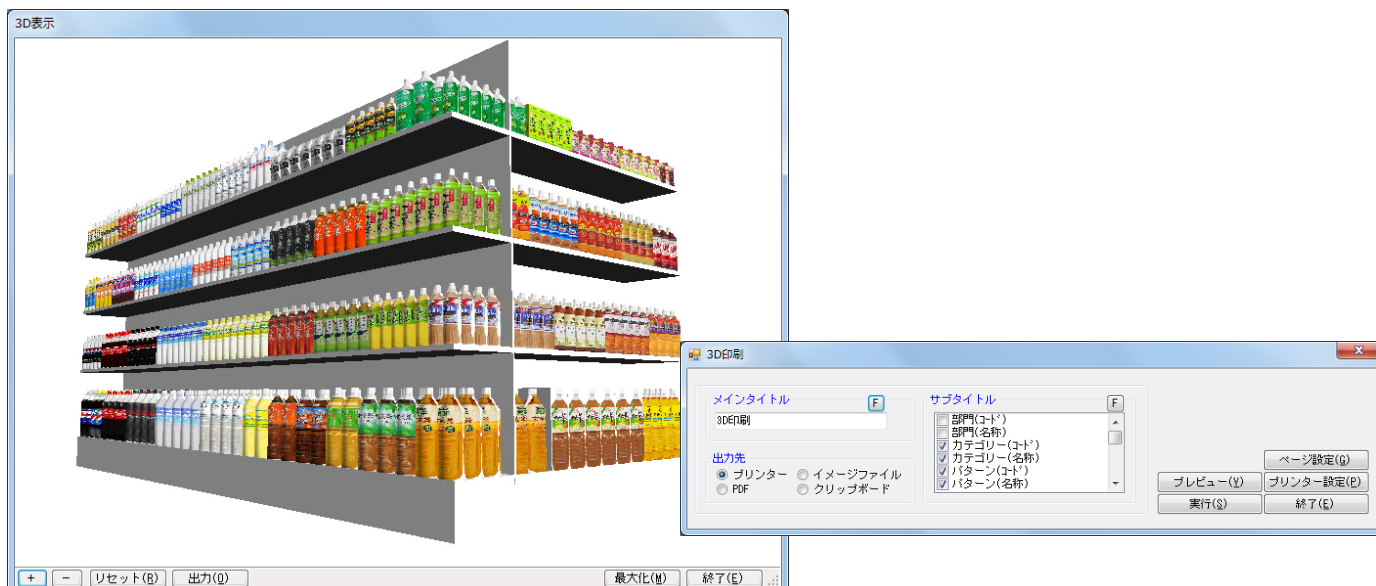 3D表示
+ - リセット(R) 出力(O) 最大化(M) 終了(E)
3D印刷
メインタイトル F
3D印刷
出力先
プリンター イメージファイル
PDF クリップボード
サブタイトル F
部門(コード)
部門(名称)
カテゴリー(コード)
カテゴリー(名称)
パターン(コード)
パターン(名称)
ページ設定(G)
プレビュー(V) プリンター設定(P)
実行(S) 終了(E)